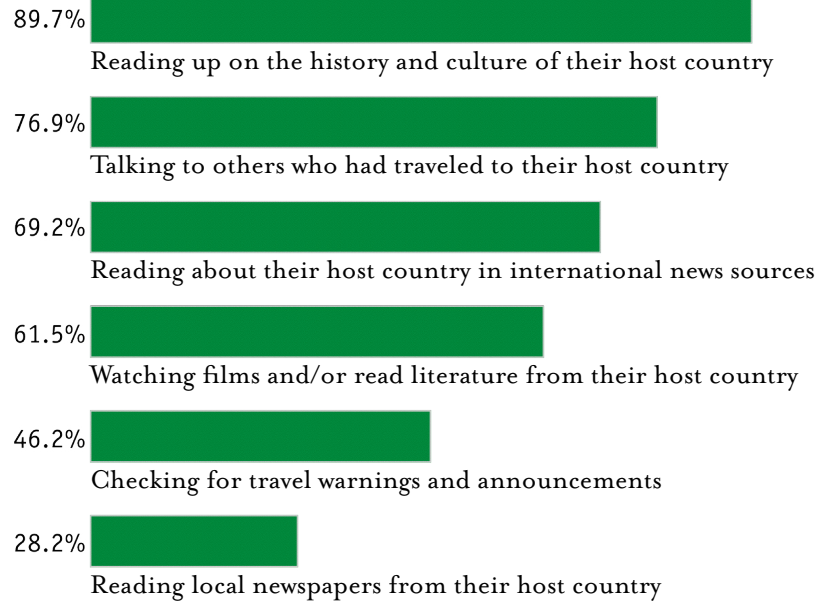 89.7%
Reading up on the history and culture of their host country
76.9%
Talking to others who had traveled to their host country
69.2%
Reading about their host country in international news sources
61.5%
Watching films and/or read literature from their host country
46.2%
Checking for travel warnings and announcements
28.2%
Reading local newspapers from their host country